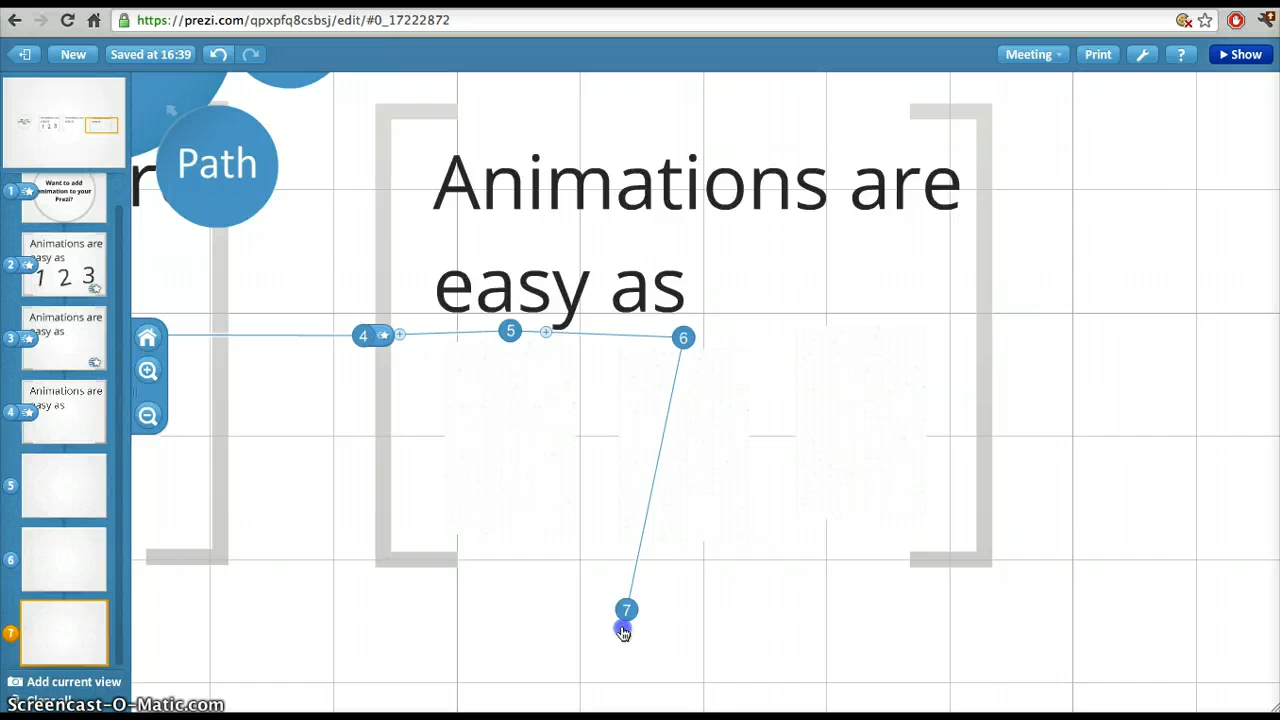 https://prezi.com/qpxpfq8csbsj/edit/#0_17222872
New
Saved at 16:39
Meeting
Print
?
Show
Path
r
Animations are
easy as
4
5
6
7
1
Want to add
animation to your
Prezi?
2
Animations are
easy as
1 2 3
3
Animations are
easy as
4
Animations are
easy as
5
6
7
Add current view
Screencast-O-Matic.com